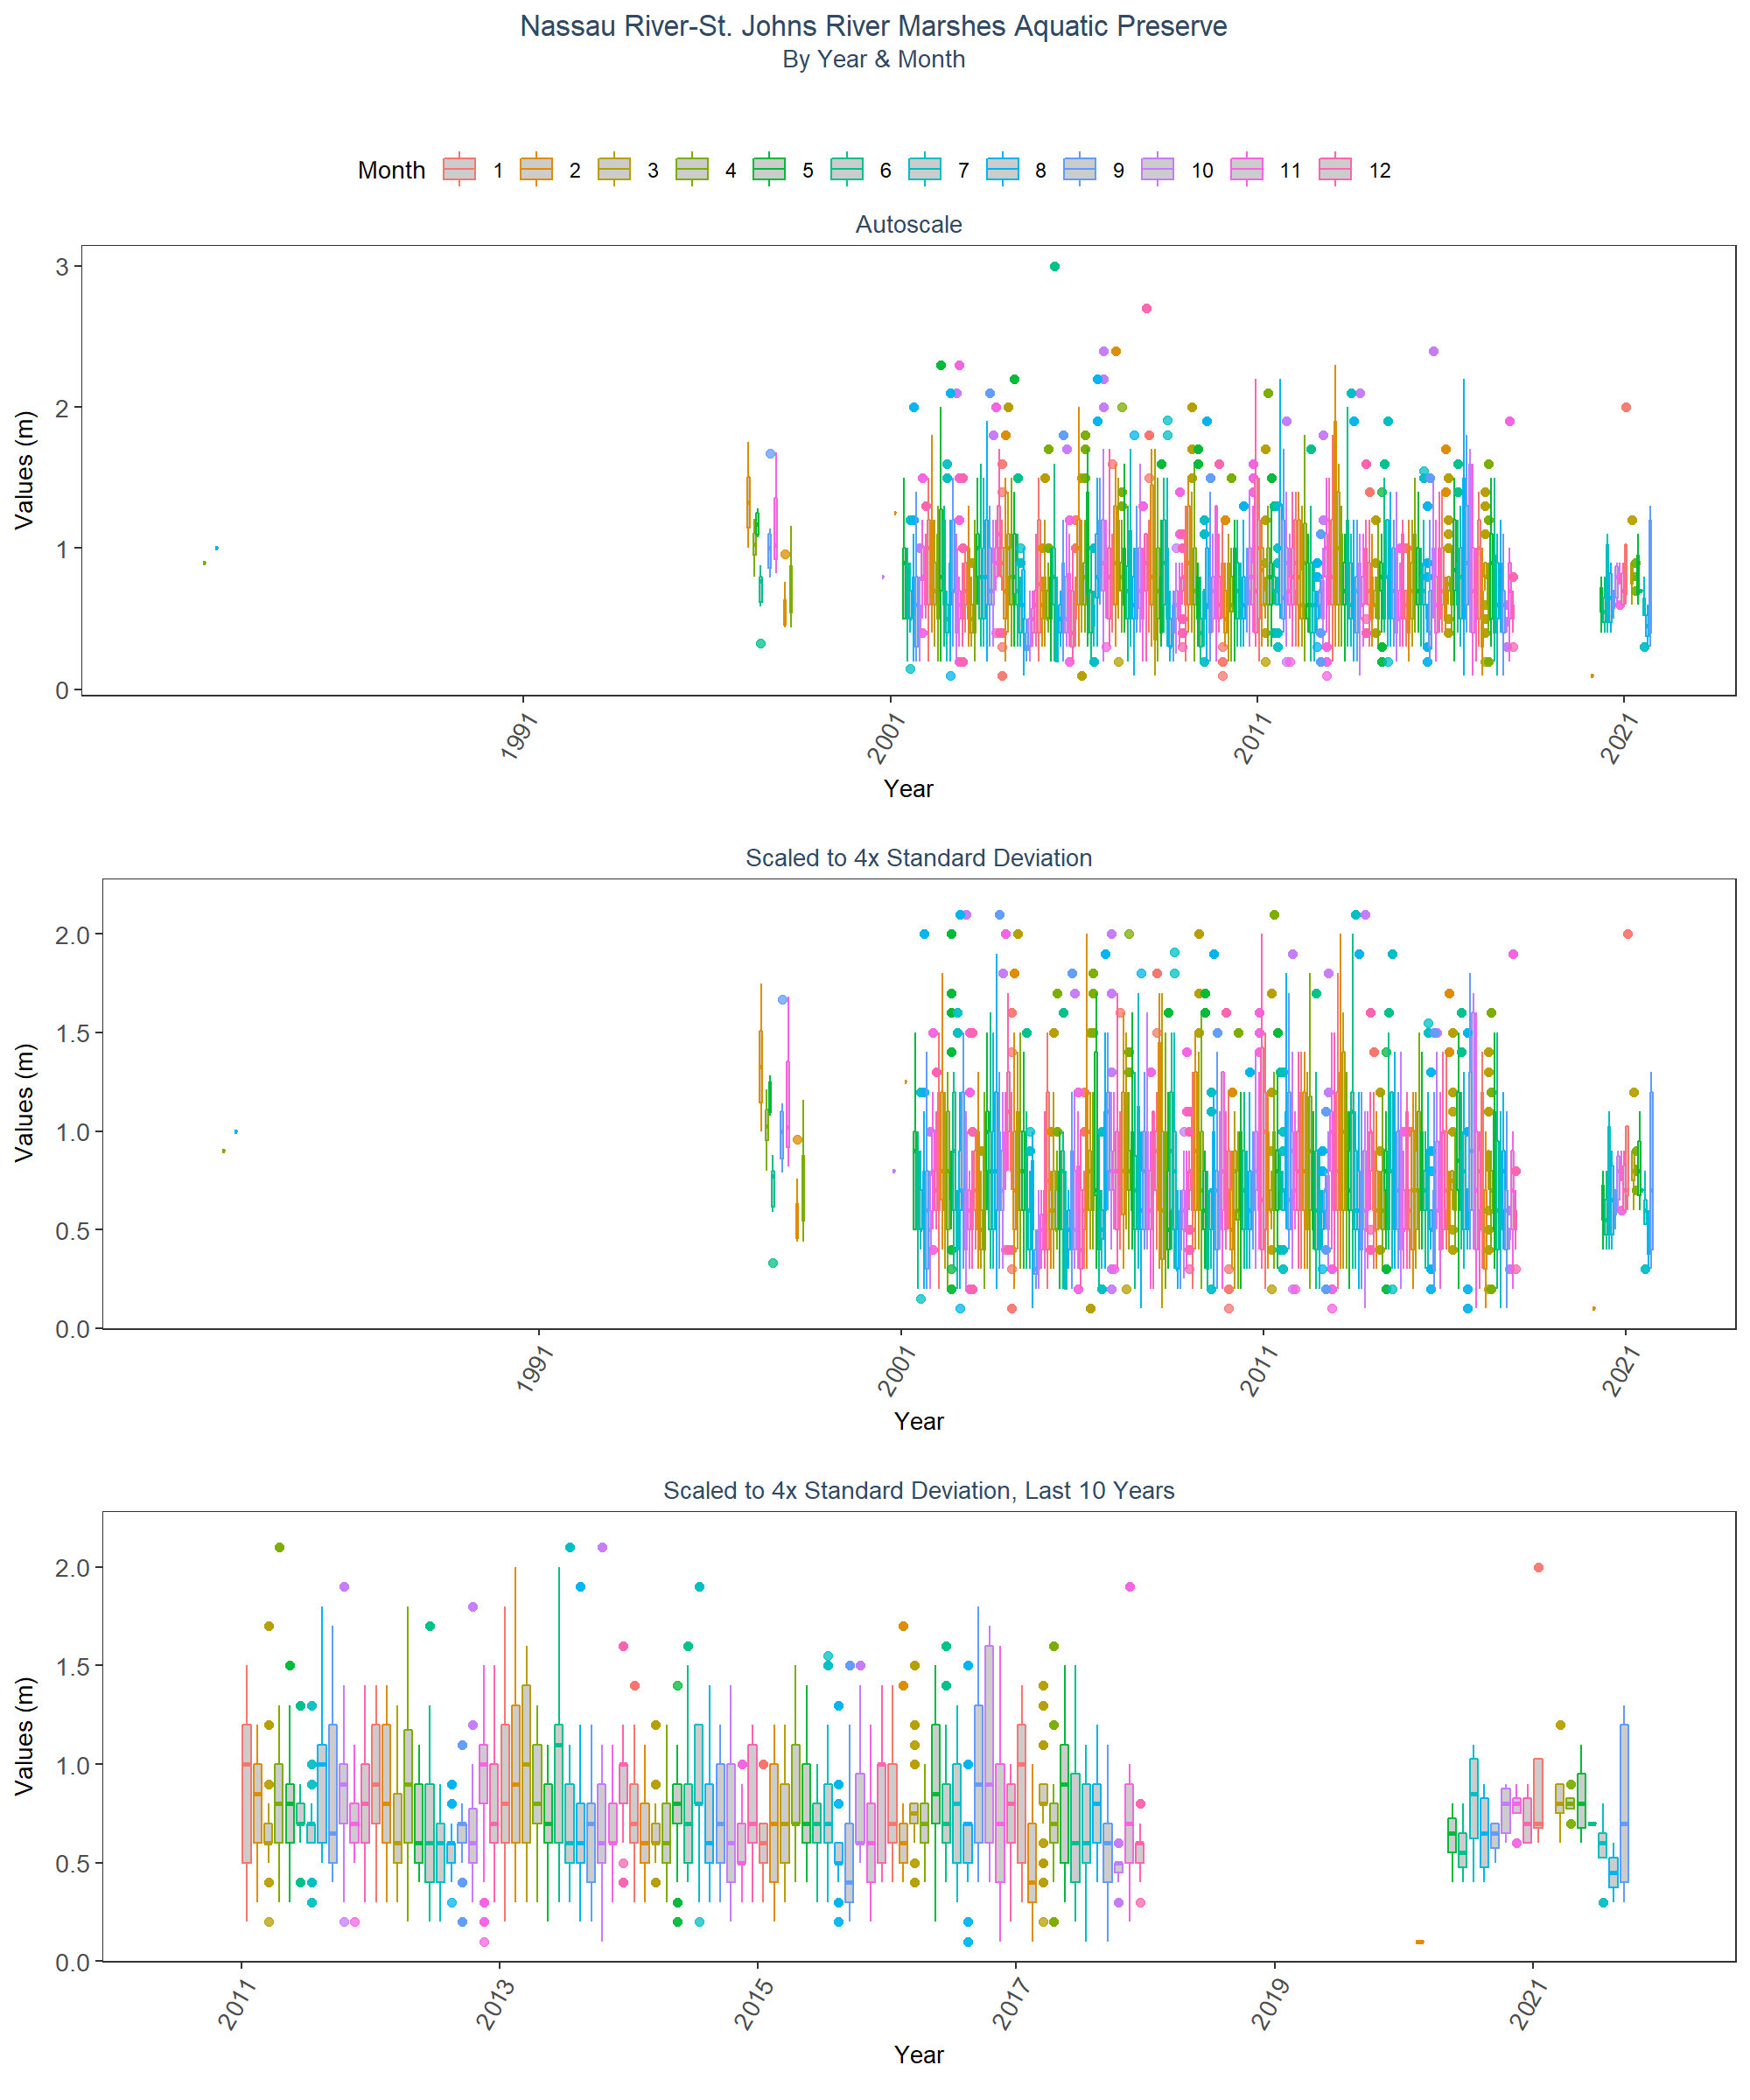 Nassau River-St. Johns River Marshes Aquatic Preserve
By Year & Month
Month 1 2 3 4 5 6 7 8 9 10 11 12
Autoscale
Values (m)
3
2
1
0
1991 2001 2011 2021
Year
Scaled to 4x Standard Deviation
Values (m)
2.0
1.5
1.0
0.5
0.0
1991 2001 2011 2021
Year
Scaled to 4x Standard Deviation, Last 10 Years
Values (m)
2.0
1.5
1.0
0.5
0.0
2011 2013 2015 2017 2019 2021
Year